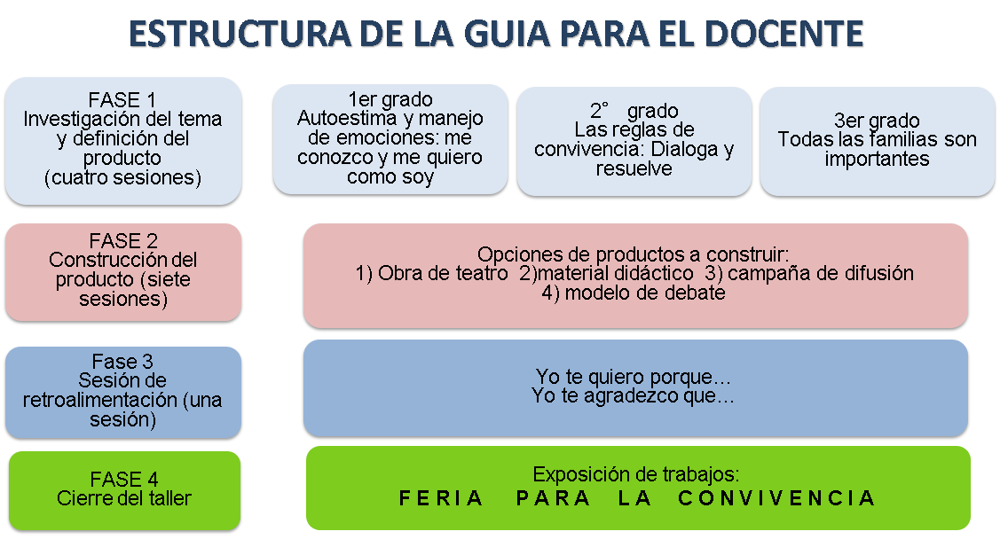 ESTRUCTURA DE LA GUIA PARA EL DOCENTE
FASE 1
Investigación del tema
y definición del
producto
(cuatro sesiones)
1er grado
Autoestima y manejo
de emociones: me
conozco y me quiero
como soy
2° grado
Las reglas de
convivencia: Dialoga y
resuelve
3er grado
Todas las familias son
importantes
FASE 2
Construcción del
producto (siete
sesiones)
Opciones de productos a construir:
1) Obra de teatro 2)material didáctico 3) campaña de difusión
4) modelo de debate
Fase 3
Sesión de
retroalimentación (una
sesión)
Yo te quiero porque...
Yo te agradezco que...
FASE 4
Cierre del taller
Exposición de trabajos:
F E R I A P A R A L A C O N V I V E N C I A